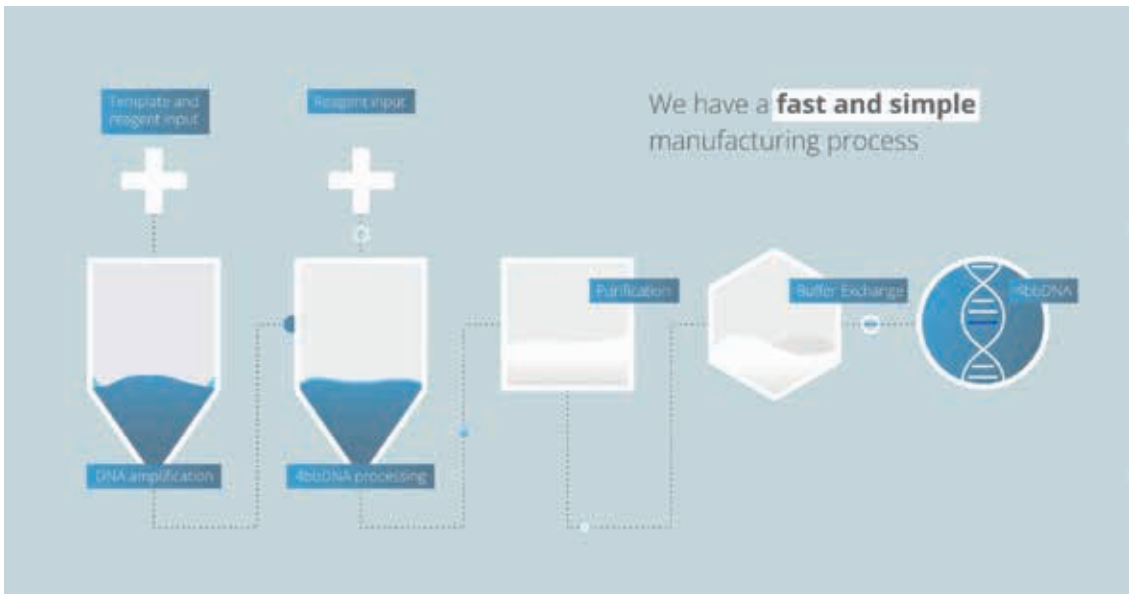 Template and
reagent input
Reagent input
We have a fast and simple
manufacturing process
Purification
Buffer Exchange
4bbDNA
DNA amplification
4bbDNA processing